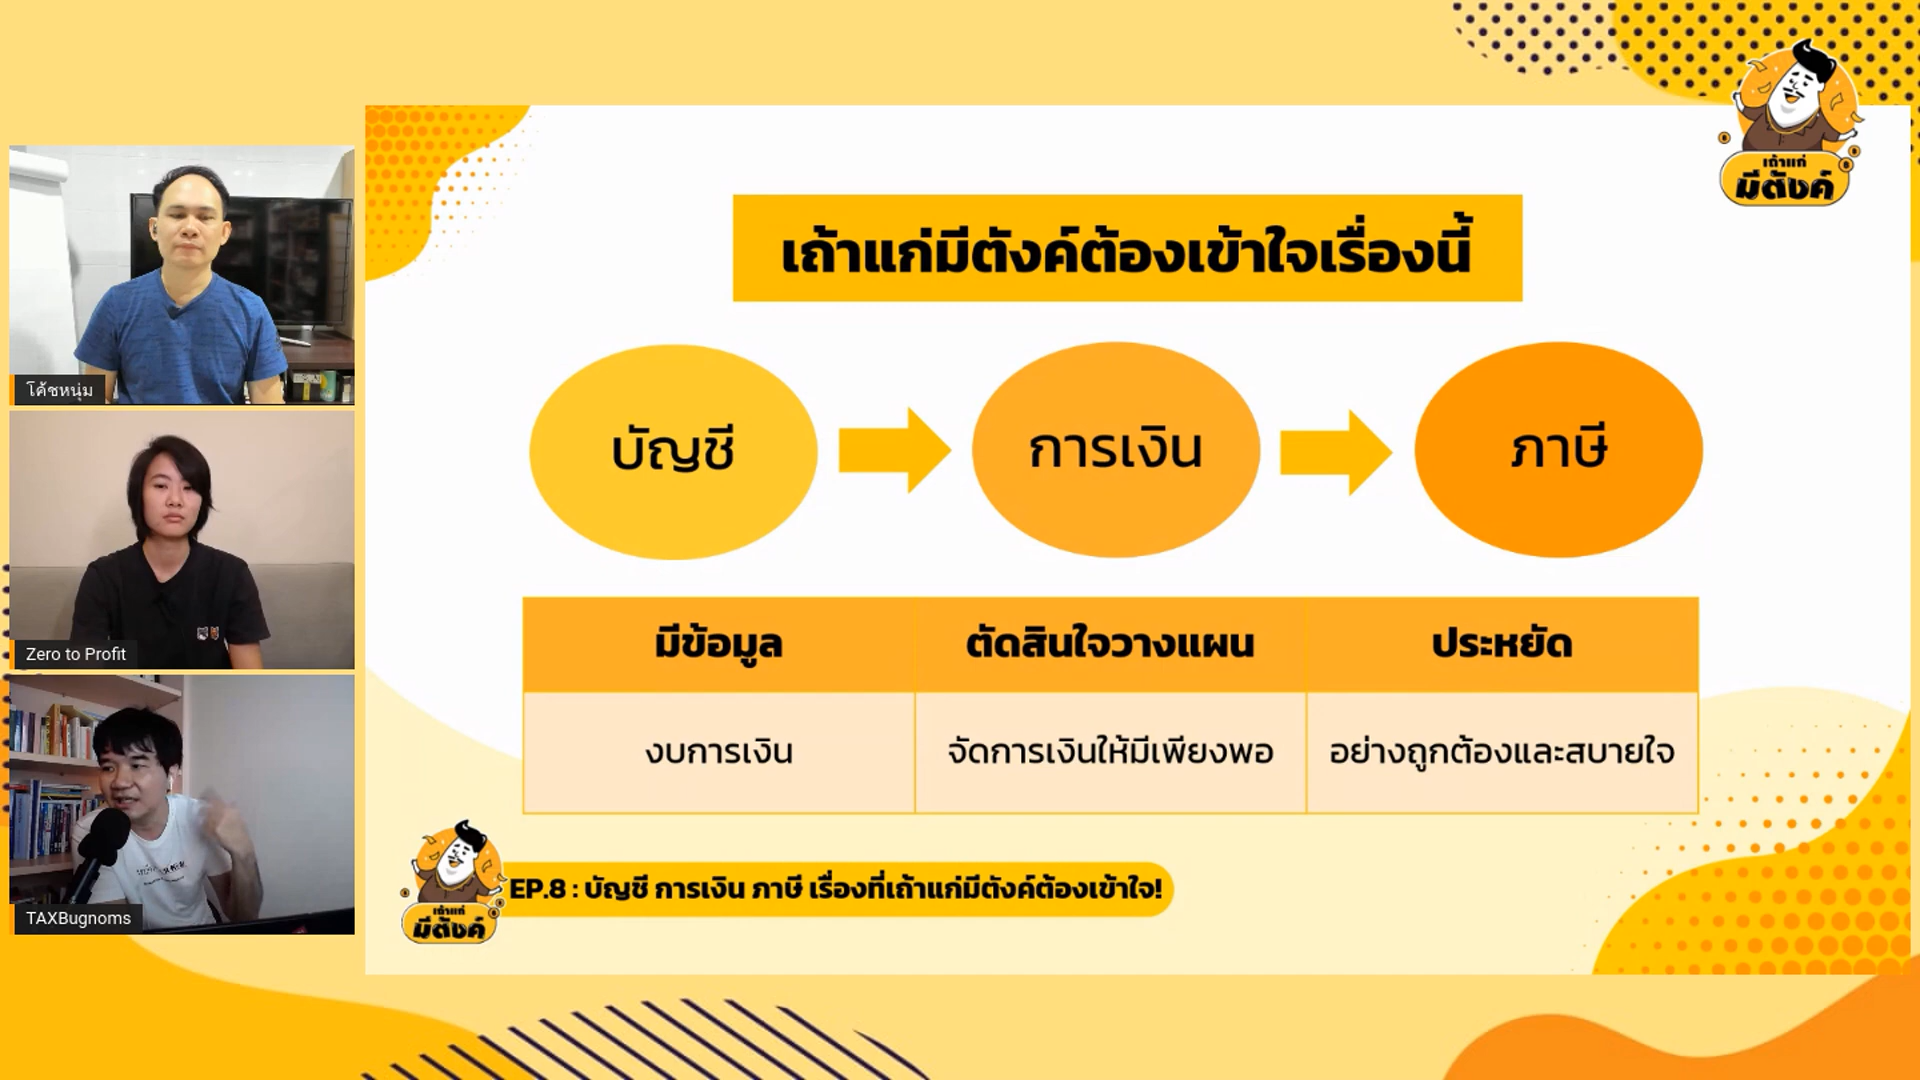 เถ้าแก่
มีตังค์
เถ้าแก่มีตังค์ต้องเข้าใจเรื่องนี้
บัญชี
การเงิน
ภาษี
มีข้อมูล
ตัดสินใจวางแผน
ประหยัด
งบการเงิน
จัดการเงินให้มีเพียงพอ
อย่างถูกต้องและสบายใจ
โค้ชหนุ่ม
Zero to Profit
TAXBugnoms
เถ้าแก่
มีตังค์
EP.8 : บัญชี การเงิน ภาษี เรื่องที่เถ้าแก่มีตังค์ต้องเข้าใจ!